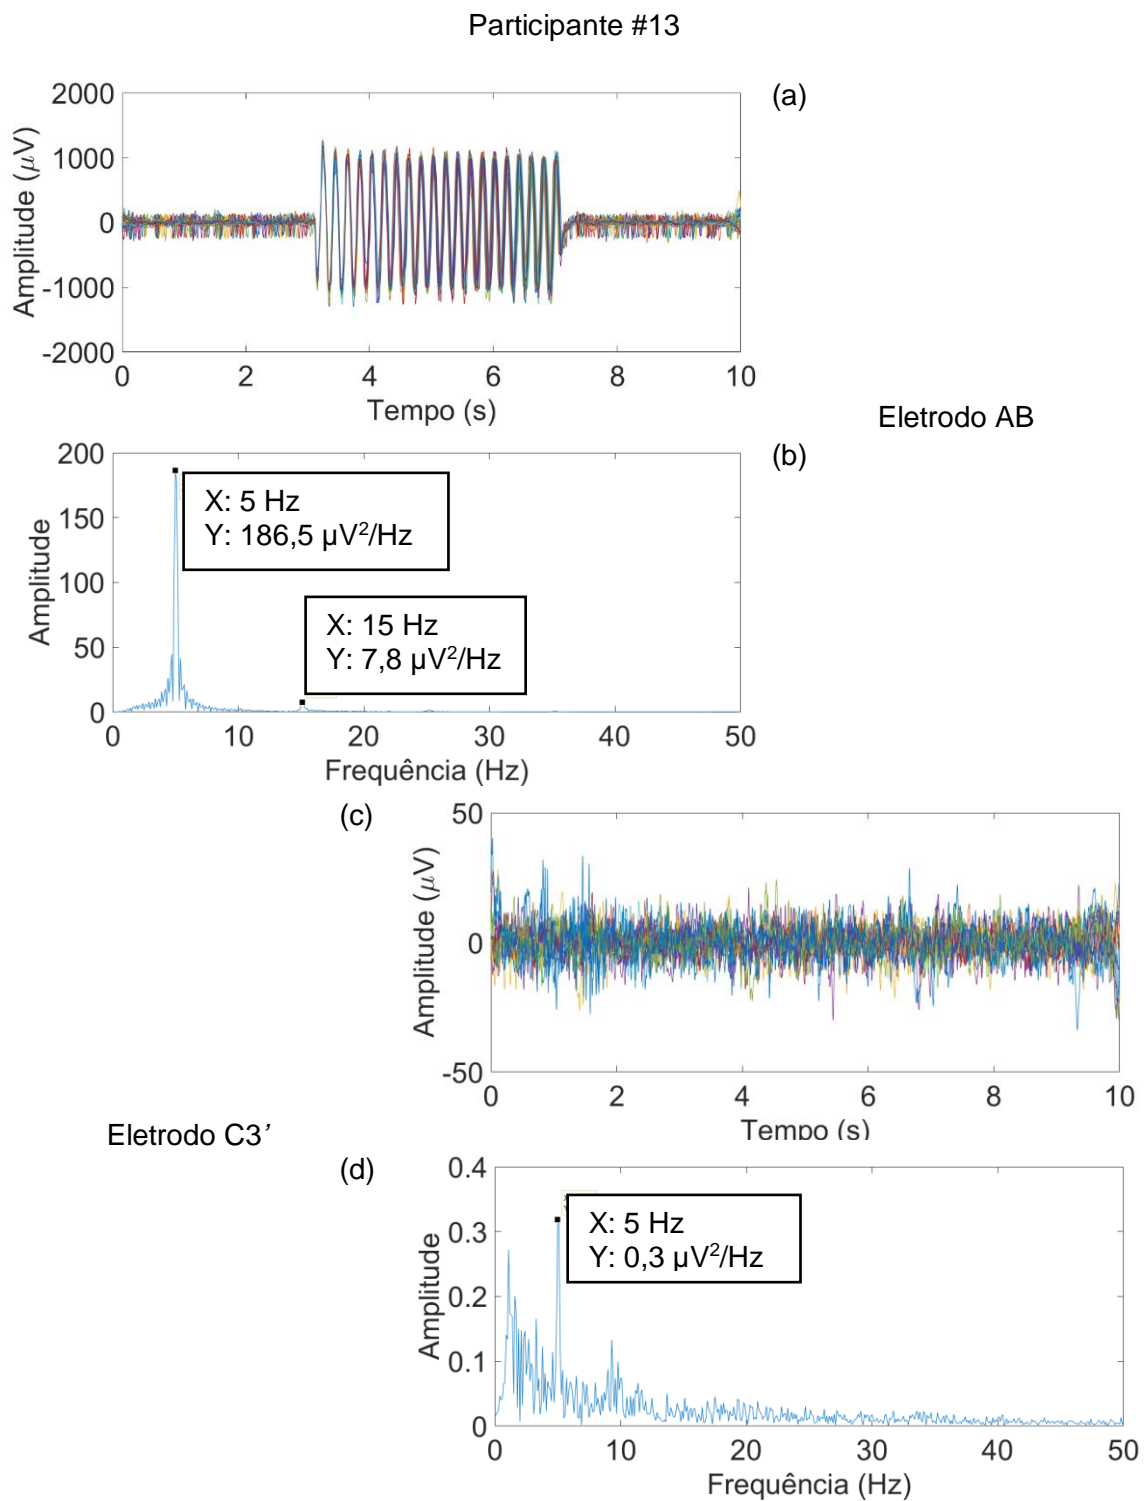 Participante #13
(a)
2000
1000
0
-1000
-2000
Amplitude (μV)
0 2 4 6 8 10
Tempo (s)
Eletrodo AB
(b)
200
150
100
50
0
Amplitude
X: 5 Hz
Y: 186,5 μV²/Hz
X: 15 Hz
Y: 7,8 μV²/Hz
0 10 20 30 40 50
Frequência (Hz)
(c)
50
0
-50
Amplitude (μV)
0 2 4 6 8 10
Tempo (s)
Eletrodo C3’
(d)
0.4
0.3
0.2
0.1
0
Amplitude
X: 5 Hz
Y: 0,3 μV²/Hz
0 10 20 30 40 50
Frequência (Hz)